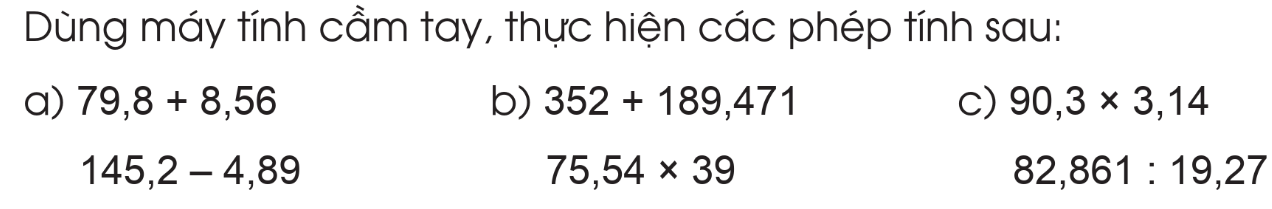 Dùng máy tính cầm tay, thực hiện các phép tính sau:
a) 79,8 + 8,56 b) 352 + 189,471 c) 90,3 × 3,14
145,2 – 4,89 75,54 × 39 82,861 : 19,27